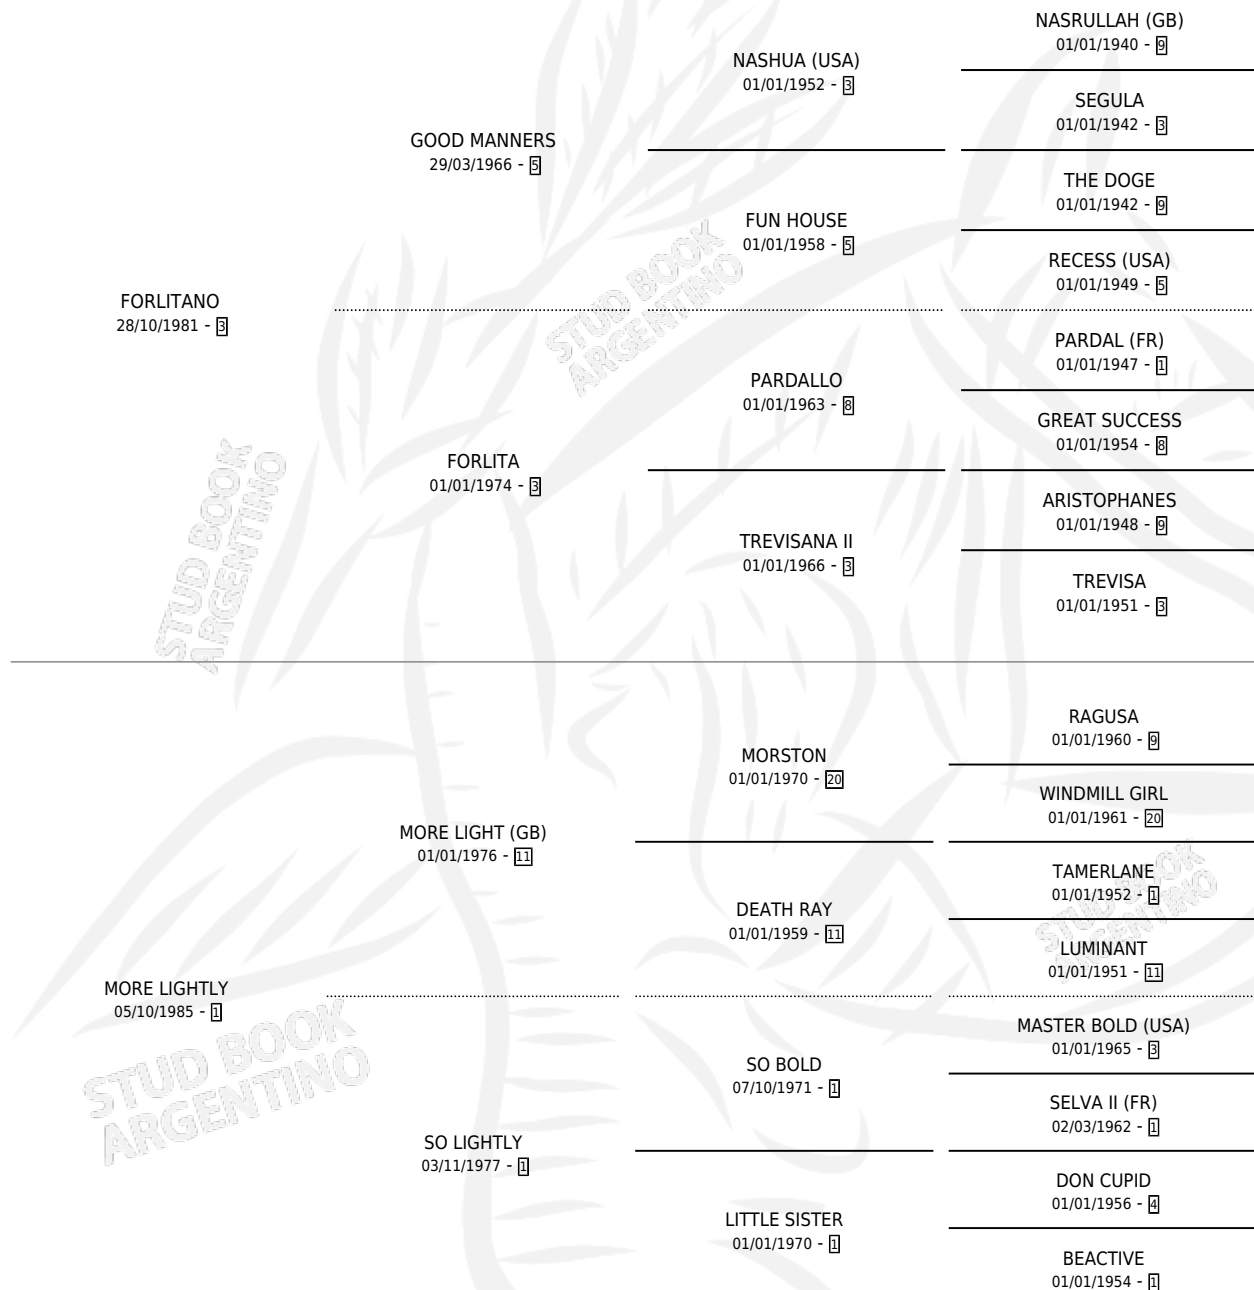 NASRULLAH (GB)
01/01/1940 - 9
NASHUA (USA)
01/01/1952 - 3
SEGULA
01/01/1942 - 3
GOOD MANNERS
29/03/1966 - 5
THE DOGE
01/01/1942 - 9
FUN HOUSE
01/01/1958 - 5
RECESS (USA)
01/01/1949 - 5
FORLITANO
28/10/1981 - 3
PARDAL (FR)
01/01/1947 - 1
PARDALLO
01/01/1963 - 8
GREAT SUCCESS
01/01/1954 - 8
FORLITA
01/01/1974 - 3
ARISTOPHANES
01/01/1948 - 9
TREVISANA II
01/01/1966 - 3
TREVISA
01/01/1951 - 3
RAGUSA
01/01/1960 - 9
MORSTON
01/01/1970 - 20
WINDMILL GIRL
01/01/1961 - 20
MORE LIGHT (GB)
01/01/1976 - 11
TAMERLANE
01/01/1952 - 1
DEATH RAY
01/01/1959 - 11
LUMINANT
01/01/1951 - 11
MORE LIGHTLY
05/10/1985 - 1
MASTER BOLD (USA)
01/01/1965 - 3
SO BOLD
07/10/1971 - 1
SELVA II (FR)
02/03/1962 - 1
SO LIGHTLY
03/11/1977 - 1
DON CUPID
01/01/1956 - 4
LITTLE SISTER
01/01/1970 - 1
BEACTIVE
01/01/1954 - 1
STUD BOOK
ARGENTINO
STUD BOOK
ARGENTINO
STUD BOOK
ARGENTINO
STUD BOOK
ARGENTINO